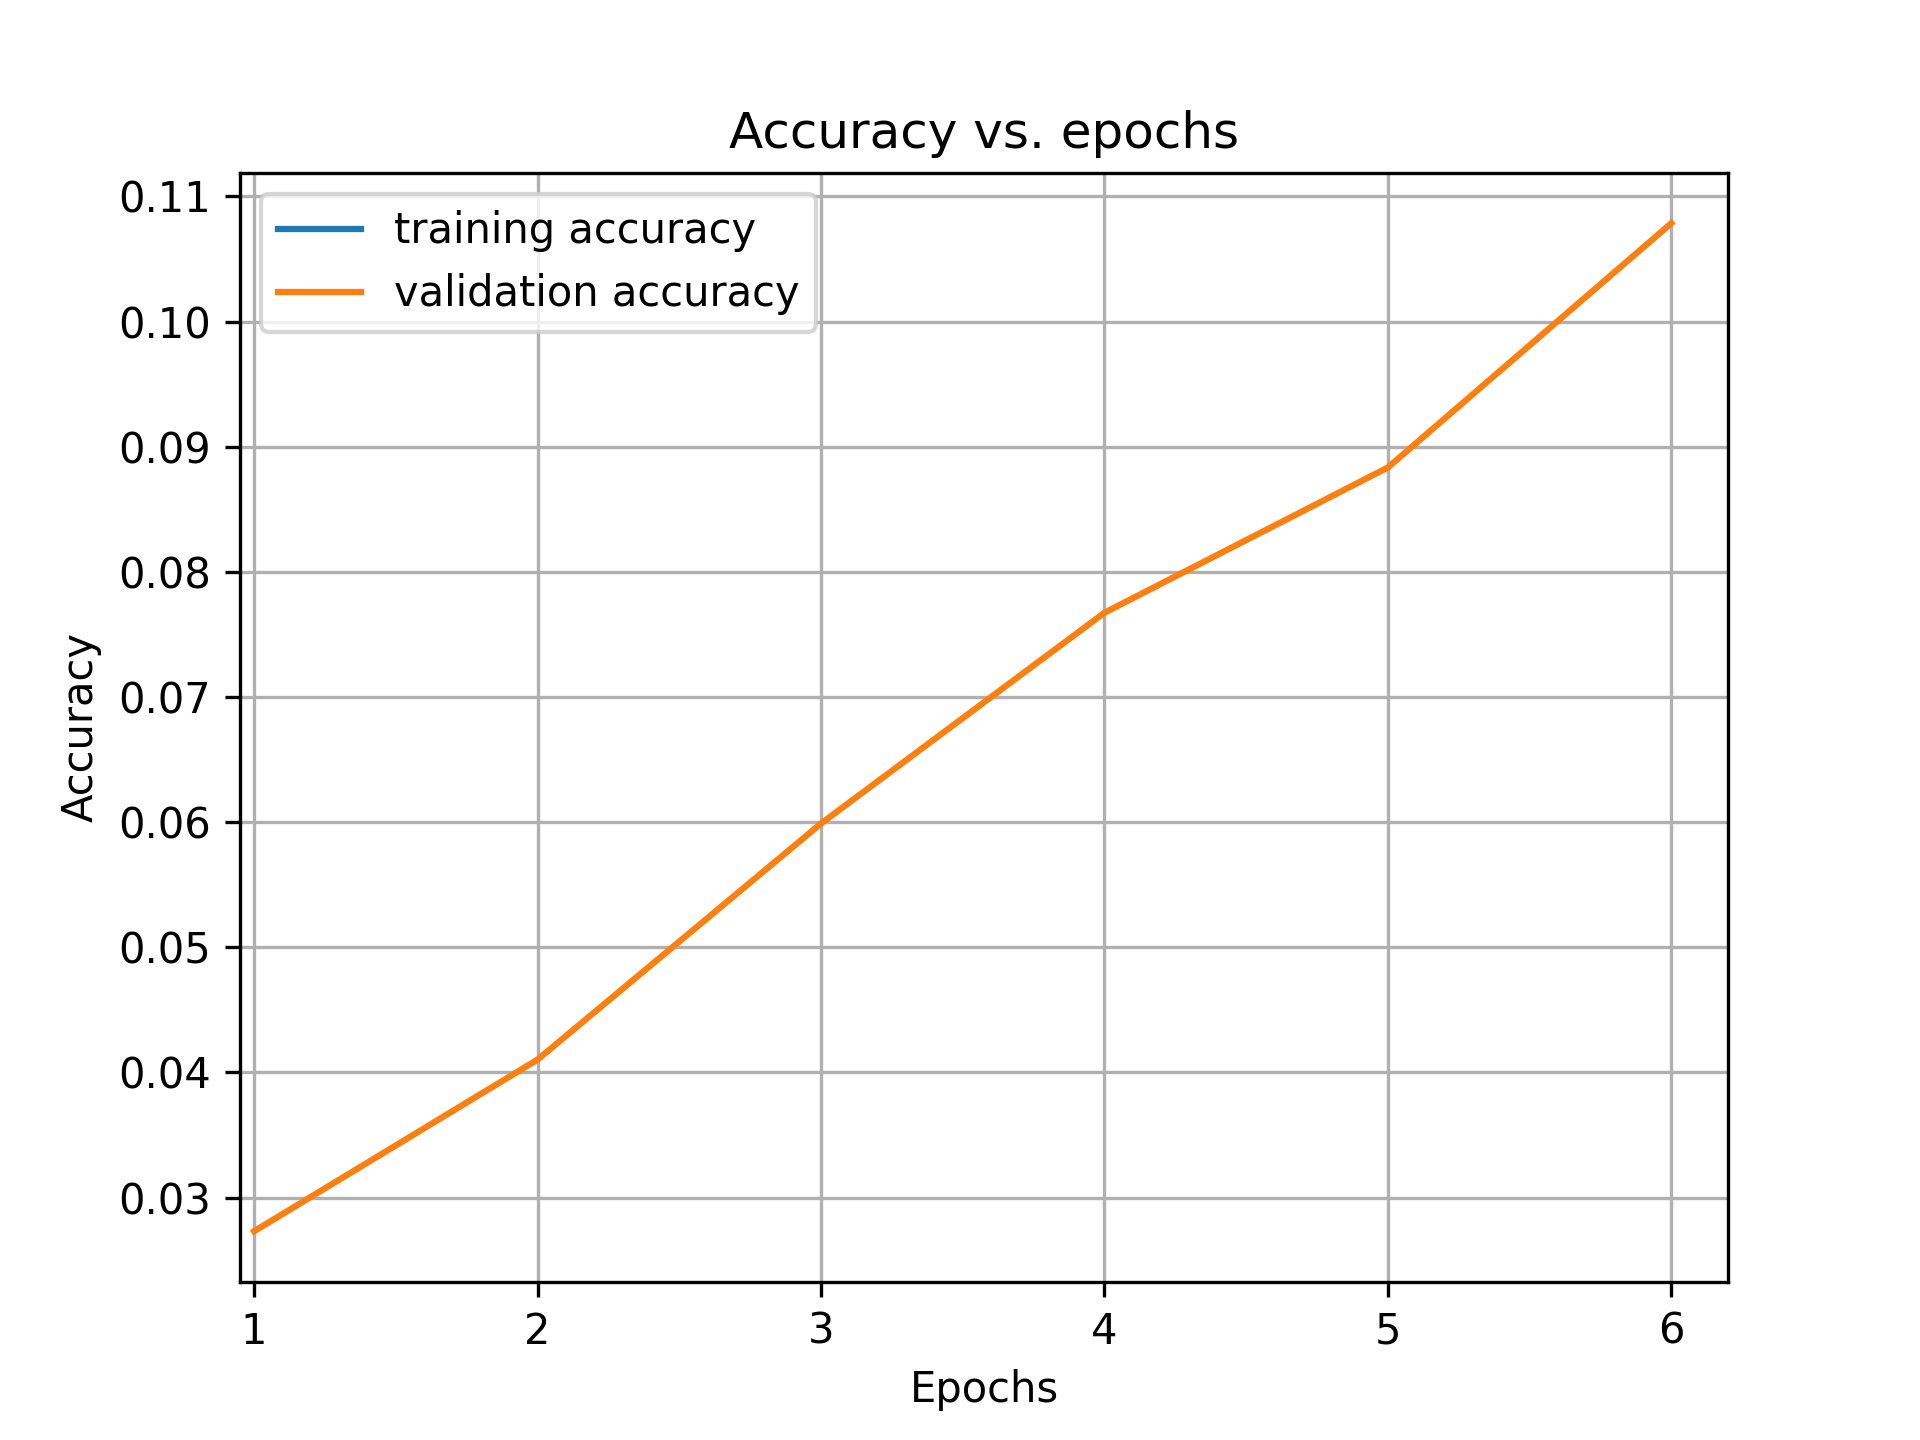 Accuracy vs. epochs
training accuracy
validation accuracy
0.11
0.10
0.09
0.08
0.07
0.06
0.05
0.04
0.03
Accuracy
1 2 3 4 5 6
Epochs